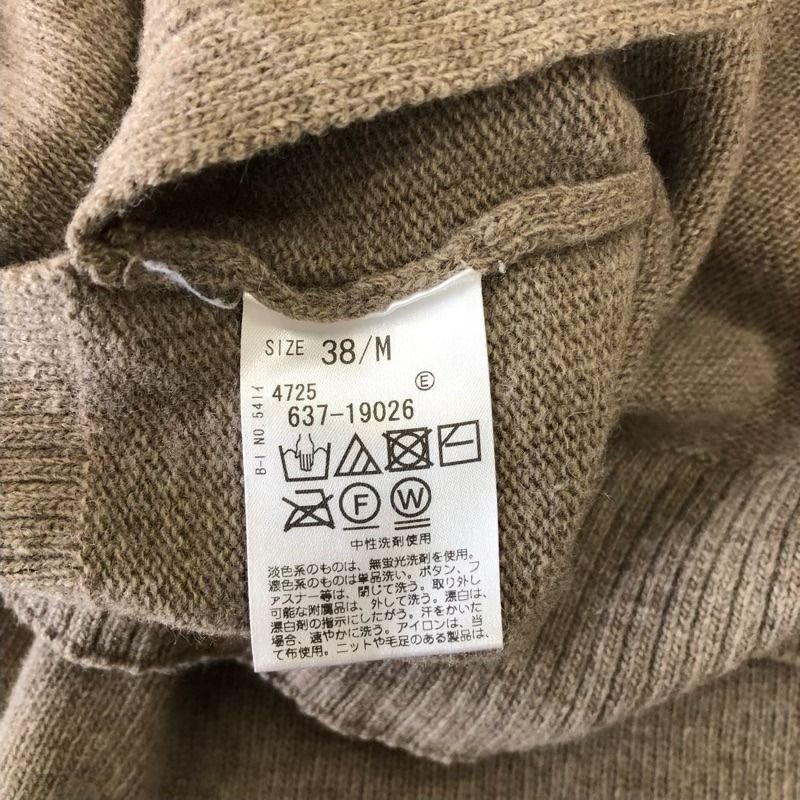 SIZE 38/M
4725 Ⓔ
637-19026
B-I NO.541イ
F W
中性洗剤使用
淡色系のものは、無蛍光洗剤を使用。
濃色系のものは単品洗い。ボタン、フ
ァスナー等は、閉じて洗う。取り外し
可能な附属品は、外して洗う。漂白は、
漂白剤の指示にしたがう。汗をかいた
場合、速やかに洗う。アイロンは、当
て布使用。ニットや毛足のある製品は、